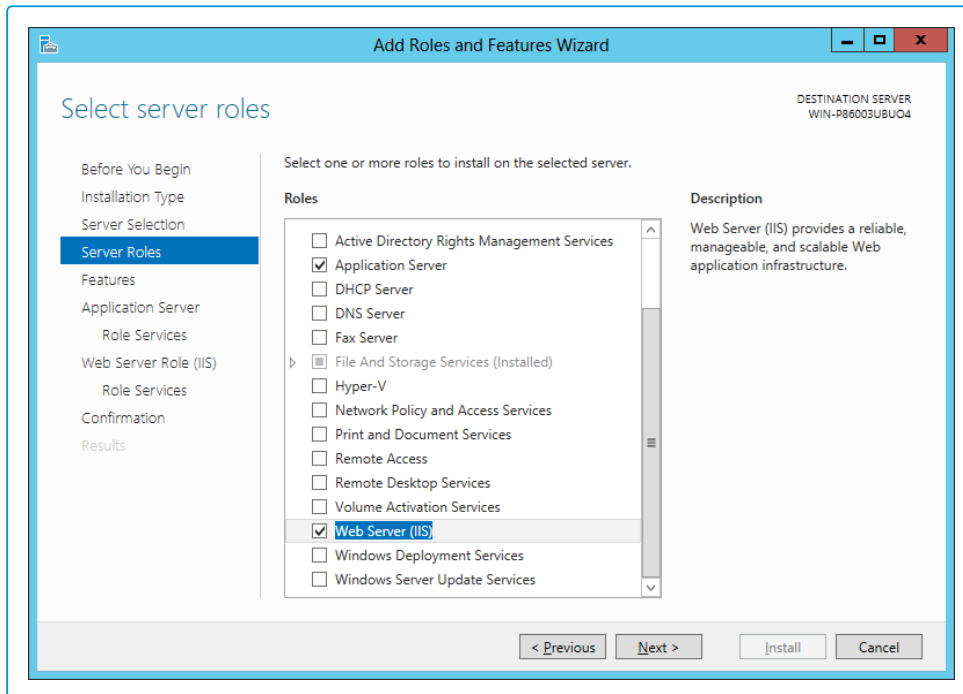 Add Roles and Features Wizard
Select server roles
DESTINATION SERVER
WIN-P86003UBUO4
Before You Begin
Installation Type
Server Selection
Server Roles
Features
Application Server
Role Services
Web Server Role (IIS)
Role Services
Confirmation
Results
Select one or more roles to install on the selected server.
Roles
Active Directory Rights Management Services
Application Server
DHCP Server
DNS Server
Fax Server
File And Storage Services (Installed)
Hyper-V
Network Policy and Access Services
Print and Document Services
Remote Access
Remote Desktop Services
Volume Activation Services
Web Server (IIS)
Windows Deployment Services
Windows Server Update Services
Description
Web Server (IIS) provides a reliable,
manageable, and scalable Web
application infrastructure.
< Previous
Next >
Install
Cancel